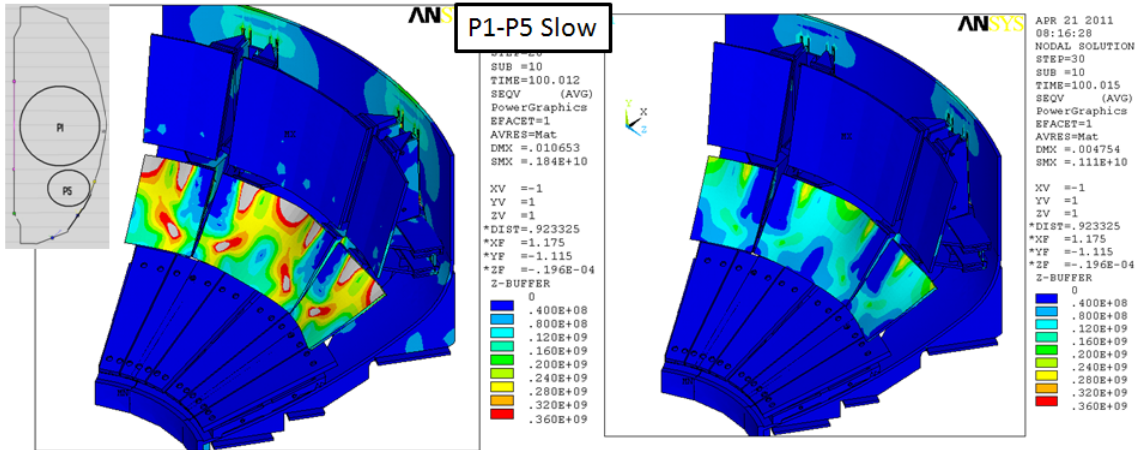 P1
P5
ANSYS
P1-P5 Slow
SUB =10
TIME=100.012
SEQV (AVG)
PowerGraphics
EFACET=1
AVRES=Mat
DMX =.010653
SMX =.184E+10
XV =-1
YV =1
ZV =1
*DIST=.923325
*XF =1.175
*YF =-1.115
*ZF =-.196E-04
Z-BUFFER
0
.400E+08
.800E+08
.120E+09
.160E+09
.200E+09
.240E+09
.280E+09
.320E+09
.360E+09
ANSYS
Y
X
Z
APR 21 2011
08:16:28
NODAL SOLUTION
STEP=30
SUB =10
TIME=100.015
SEQV (AVG)
PowerGraphics
EFACET=1
AVRES=Mat
DMX =.004754
SMX =.111E+10
XV =-1
YV =1
ZV =1
*DIST=.923325
*XF =1.175
*YF =-1.115
*ZF =-.196E-04
Z-BUFFER
0
.400E+08
.800E+08
.120E+09
.160E+09
.200E+09
.240E+09
.280E+09
.320E+09
.360E+09